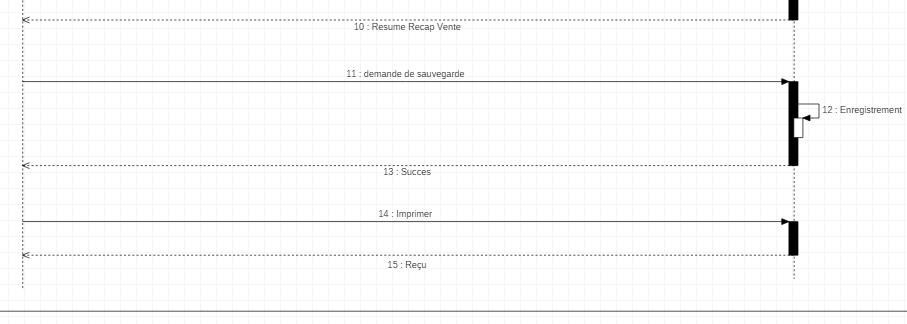 10 : Resume Recap Vente
11 : demande de sauvegarde
12 : Enregistrement
13 : Succes
14 : Imprimer
15 : Reçu